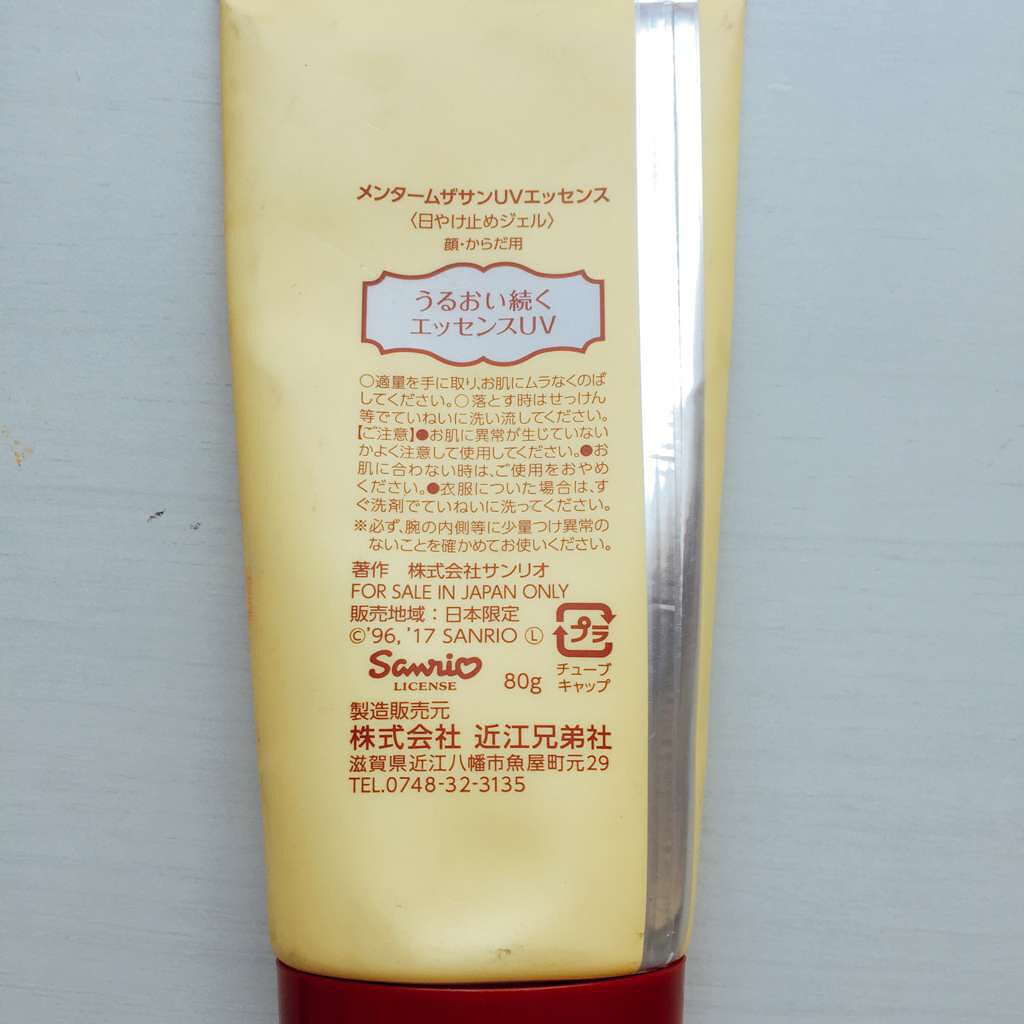 メンタームザサンUVエッセンス
〈日やけ止めジェル〉
顔・からだ用
うるおい続く
エッセンスUV
○適量を手に取り、お肌にムラなくのば
してください。○落とす時はせっけん
等でていねいに洗い流してください。
【ご注意】●お肌に異常が生じていない
かよく注意して使用してください。●お
肌に合わない時は、ご使用をおやめ
ください。●衣服についた場合は、す
ぐ洗剤でていねいに洗ってください。
※必ず、腕の内側等に少量つけ異常の
ないことを確かめてお使いください。
著作 株式会社サンリオ
FOR SALE IN JAPAN ONLY
販売地域：日本限定
©'96, '17 SANRIO Ⓛ
プラ
Sanrio
LICENSE
80g
チューブ
キャップ
製造販売元
株式会社 近江兄弟社
滋賀県近江八幡市魚屋町元29
TEL.0748-32-3135